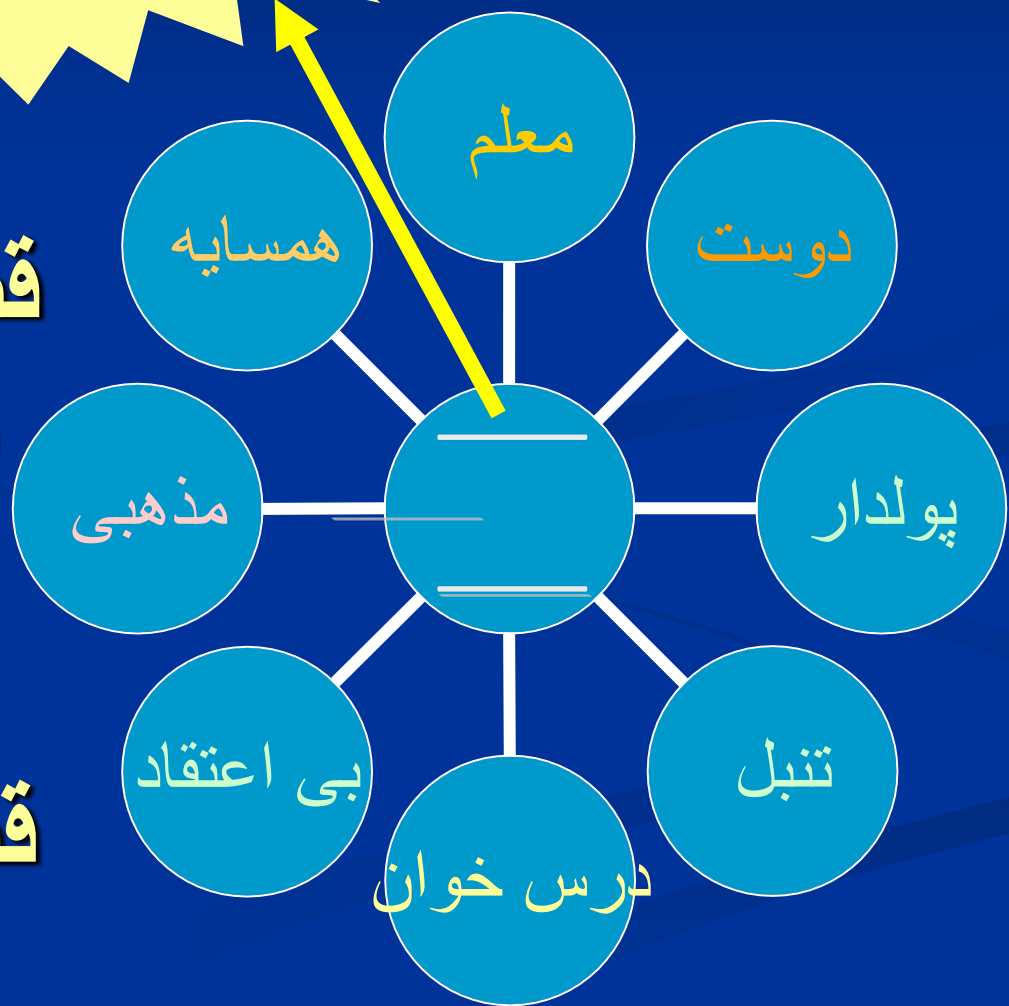 معلم
دوست
همسایه
پولدار
مذهبی
تنبل
بی اعتقاد
درس خوان